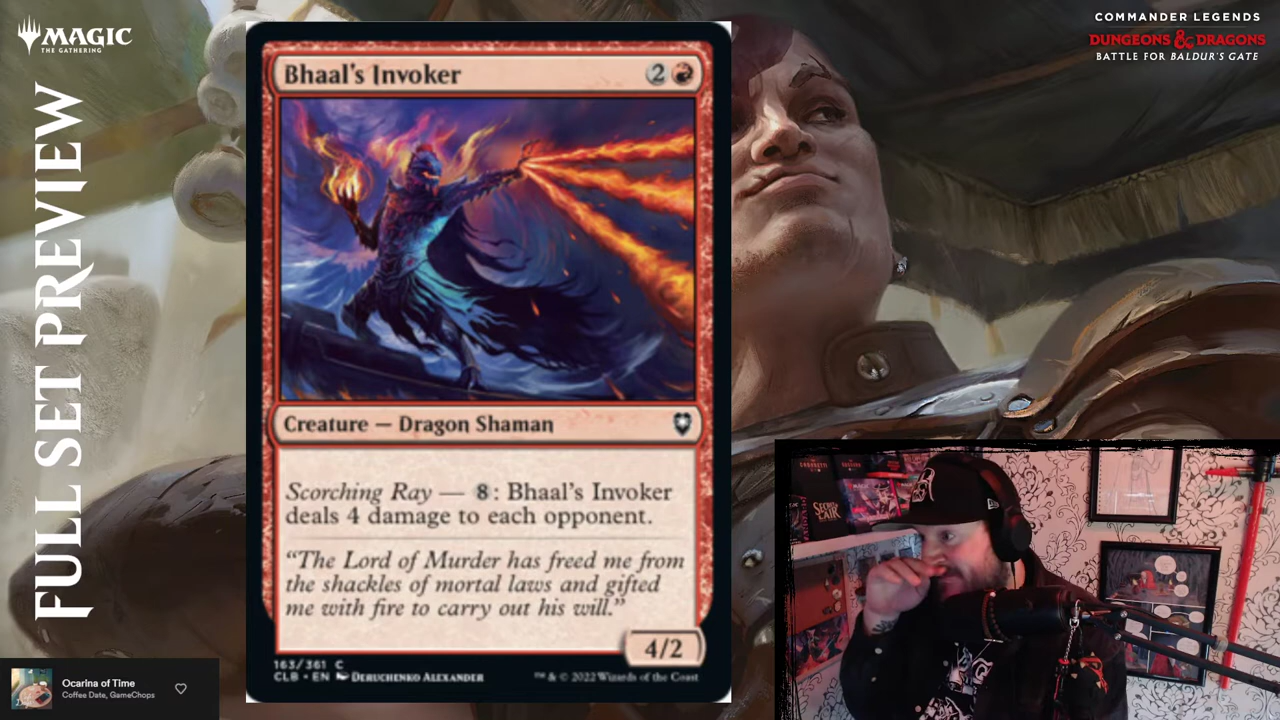 MAGIC
THE GATHERING
FULL SET PREVIEW
COMMANDER LEGENDS
DUNGEONS & DRAGONS
BATTLE FOR BALDUR'S GATE
Bhaal's Invoker 2
Creature — Dragon Shaman
Scorching Ray — 8: Bhaal's Invoker
deals 4 damage to each opponent.
“The Lord of Murder has freed me from
the shackles of mortal laws and gifted
me with fire to carry out his will.”
4/2
163/361 C
CLB • EN Deruchenko Alexander
™ & © 2022 Wizards of the Coast
Ocarina of Time
Coffee Date, GameChops
SECRET
LAIR